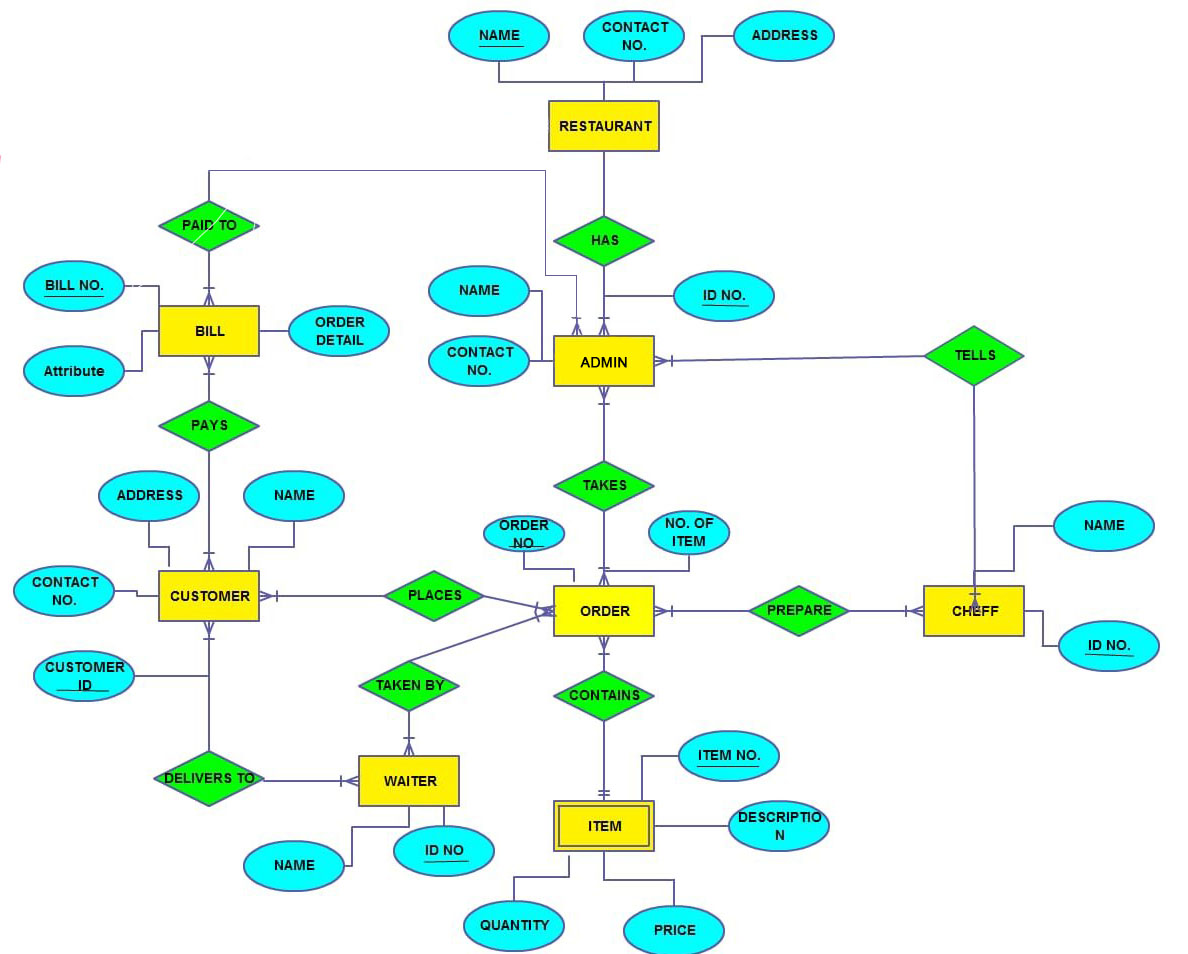 NAME
CONTACT
NO.
ADDRESS
RESTAURANT
PAID TO
HAS
BILL NO.
NAME
ID NO.
BILL
ORDER
DETAIL
Attribute
CONTACT
NO.
ADMIN
TELLS
PAYS
ADDRESS
NAME
TAKES
ORDER
NO.
NO. OF
ITEM
NAME
CONTACT
NO.
CUSTOMER
PLACES
ORDER
PREPARE
CHEFF
ID NO.
CUSTOMER
ID
TAKEN BY
CONTAINS
DELIVERS TO
WAITER
ITEM NO.
ITEM
DESCRIPTIO
N
NAME
ID NO
QUANTITY
PRICE